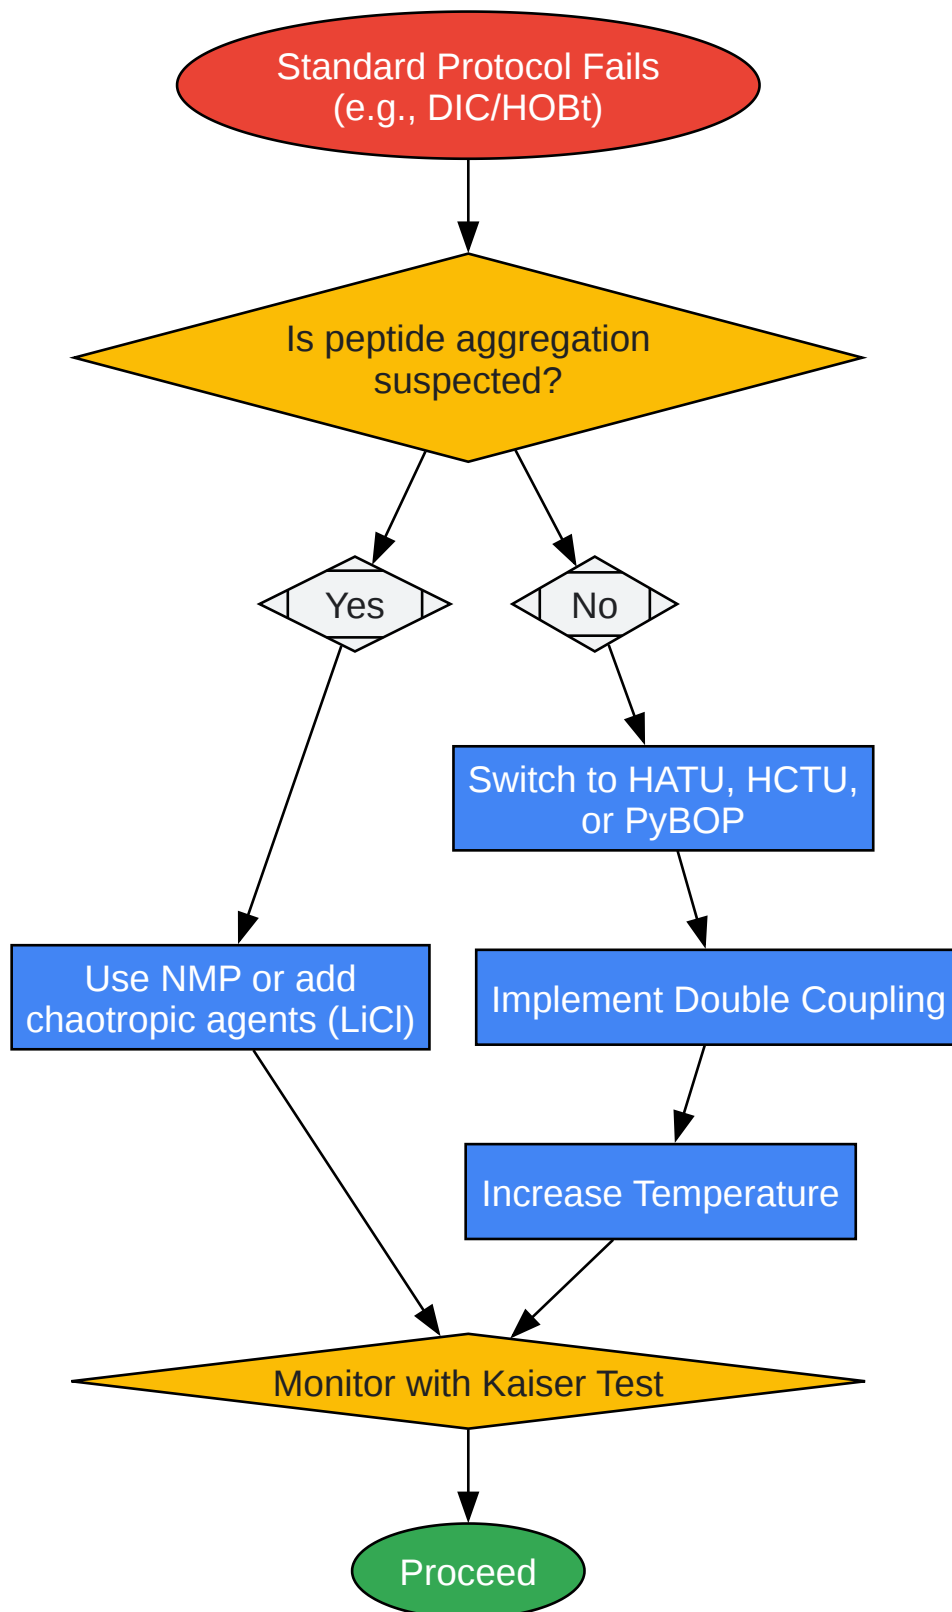 Standard Protocol Fails
(e.g., DIC/HOBt)
Is peptide aggregation
suspected?
Yes
No
Switch to HATU, HCTU,
or PyBOP
Use NMP or add
chaotropic agents (LiCl)
Implement Double Coupling
Increase Temperature
Monitor with Kaiser Test
Proceed